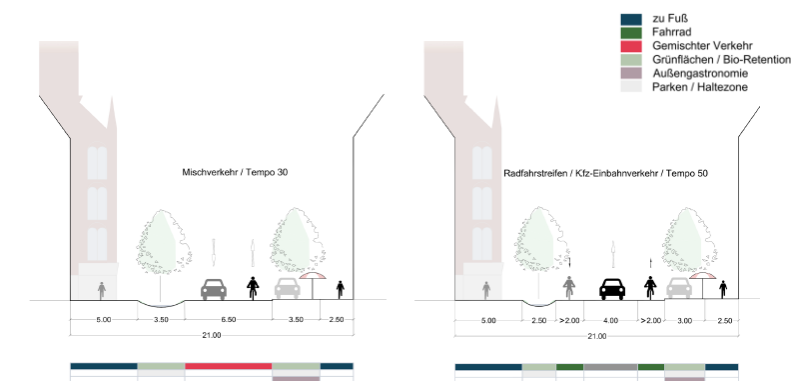 zu Fuß
Fahrrad
Gemischter Verkehr
Grünflächen / Bio-Retention
Außengastronomie
Parken / Haltezone
Mischverkehr / Tempo 30
Radfahrstreifen / Kfz-Einbahnverkehr / Tempo 50
5.00 3.50 6.50 3.50 2.50
21.00
5.00 2.50 >2.00 4.00 >2.00 3.00 2.50
21.00